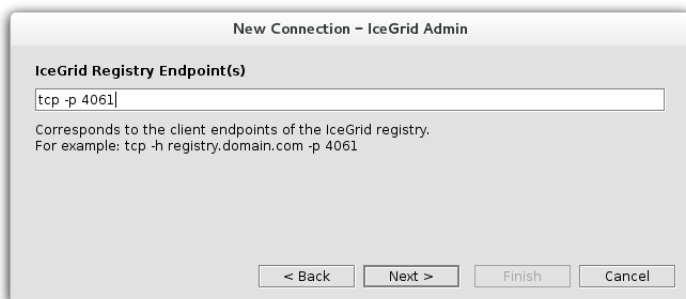 New Connection – IceGrid Admin
IceGrid Registry Endpoint(s)
tcp -p 4061
Corresponds to the client endpoints of the IceGrid registry.
For example: tcp -h registry.domain.com -p 4061
< Back Next > Finish Cancel